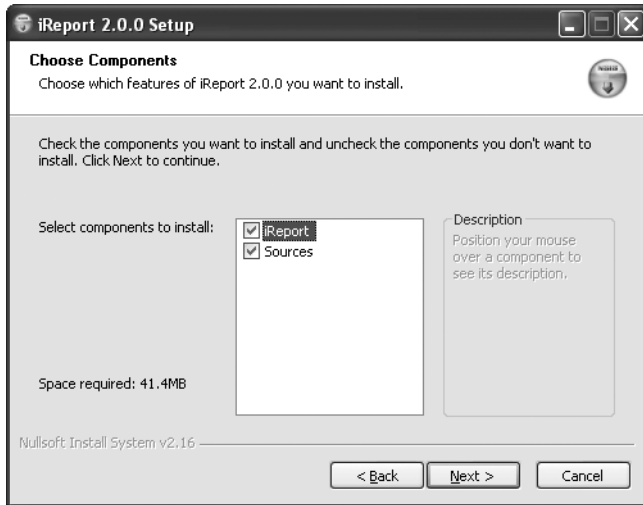 iReport 2.0.0 Setup
Choose Components
Choose which features of iReport 2.0.0 you want to install.
Check the components you want to install and uncheck the components you don't want to
install. Click Next to continue.
Select components to install:
iReport
Sources
Description
Position your mouse
over a component to
see its description.
Space required: 41.4MB
Nullsoft Install System v2.16
< Back
Next >
Cancel